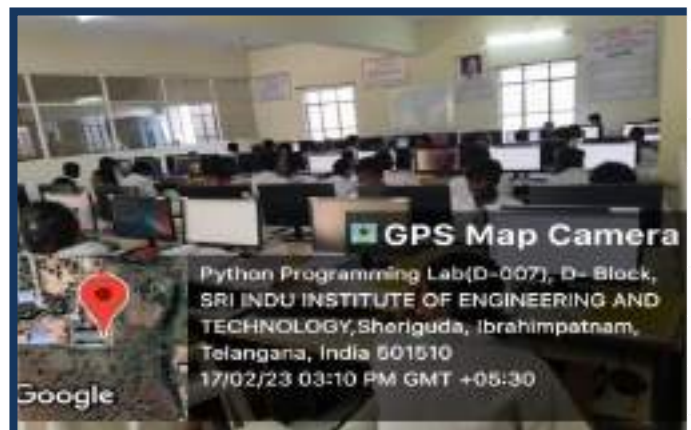 GPS Map Camera
Python Programming Lab(D-007), D- Block,
SRI INDU INSTITUTE OF ENGINEERING AND
TECHNOLOGY,Sheriguda, Ibrahimpatnam,
Telangana, India 501510
17/02/23 03:10 PM GMT +05:30
Google